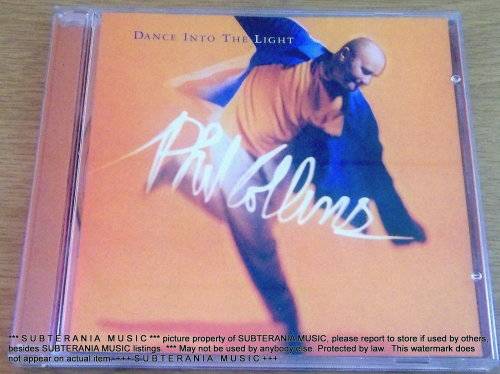 DANCE INTO THE LIGHT
Phil Collins
*** S U B T E R A N I A  M U S I C *** picture property of SUBTERANIA MUSIC, please report to store if used by others,
besides SUBTERANIA MUSIC listings  *** May not be used by anybody else  Protected by law   This watermark does
not appear on actual item  ++++ S U B T E R A N I A  M U S I C +++